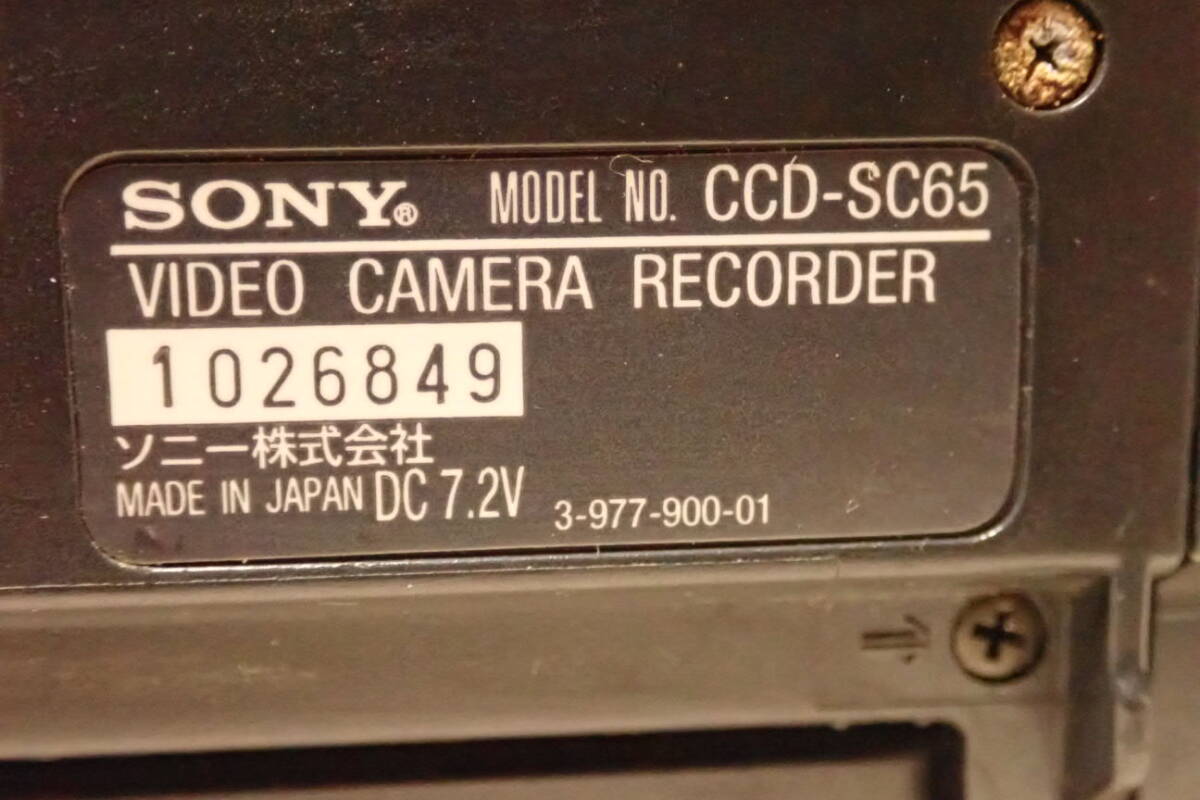 SONY® MODEL NO. CCD-SC65
VIDEO CAMERA RECORDER
1026849
ソニー株式会社
MADE IN JAPAN DC 7.2V 3-977-900-01